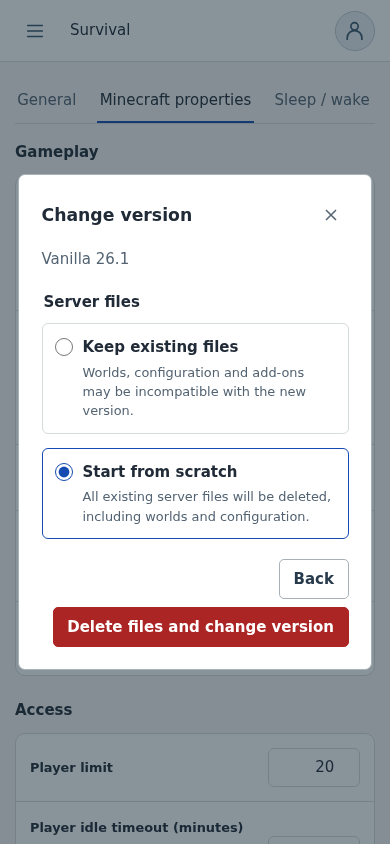 Survival
General
Minecraft properties
Sleep / wake
Gameplay
Change version
Vanilla 26.1
Server files
Keep existing files
Worlds, configuration and add-ons
may be incompatible with the new
version.
Start from scratch
All existing server files will be deleted,
including worlds and configuration.
Back
Delete files and change version
Access
Player limit
20
Player idle timeout (minutes)